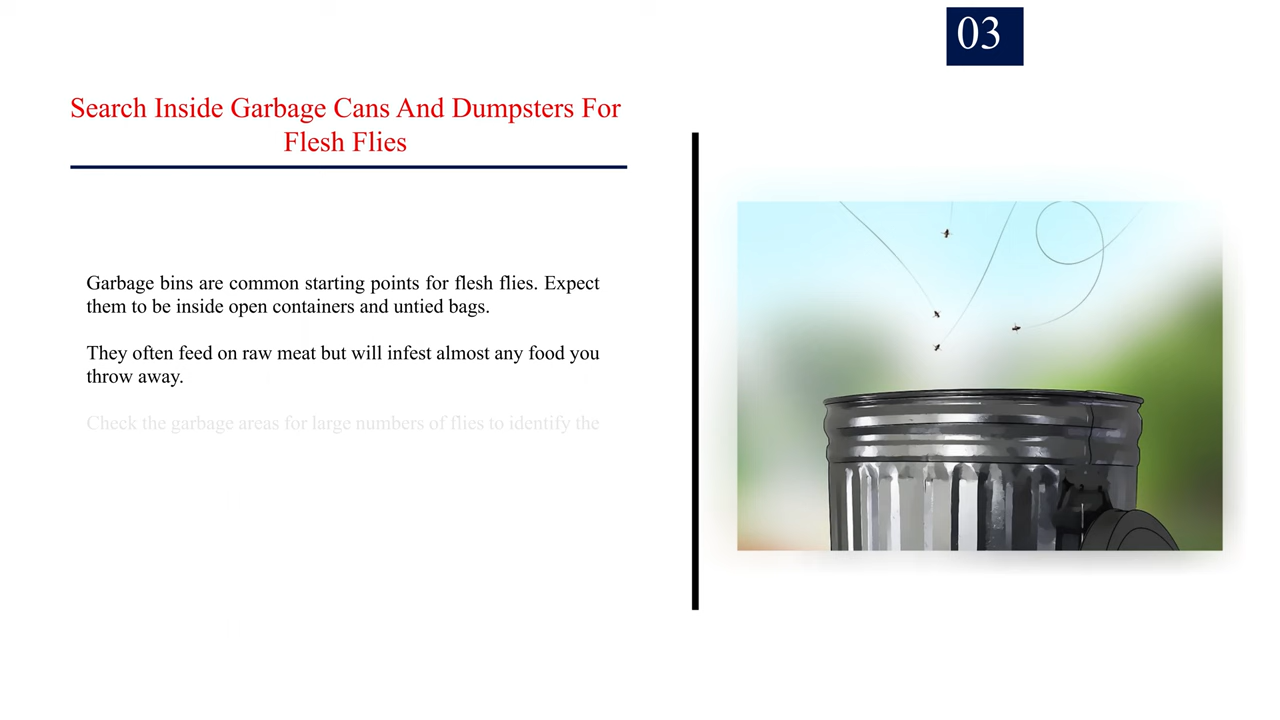 03
Search Inside Garbage Cans And Dumpsters For
Flesh Flies
Garbage bins are common starting points for flesh flies. Expect
them to be inside open containers and untied bags.
They often feed on raw meat but will infest almost any food you
throw away.
Check the garbage areas for large numbers of flies to identify the